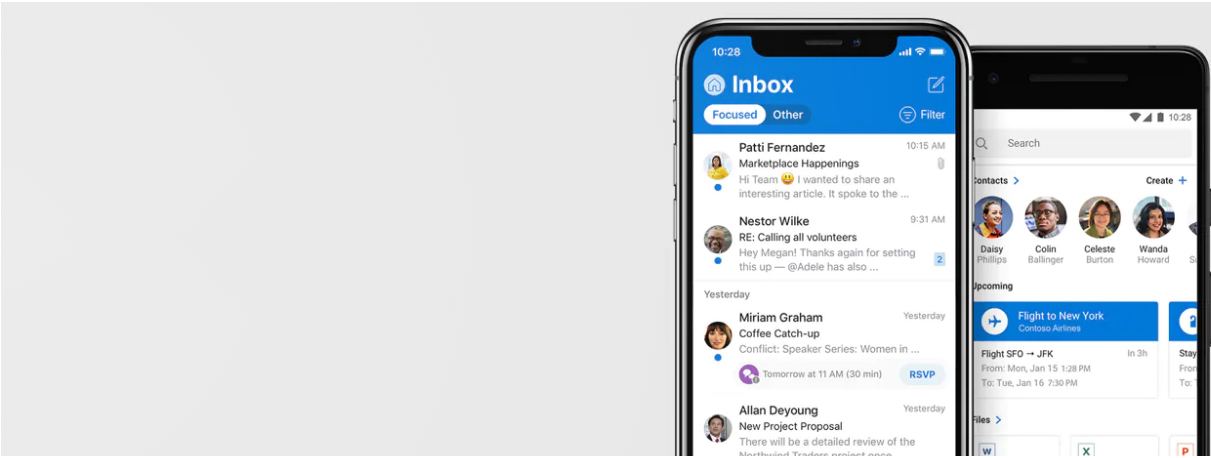 10:28
Inbox
Focused Other Filter
Patti Fernandez 10:15 AM
Marketplace Happenings
Hi Team 😃 I wanted to share an
interesting article. It spoke to the ...
Nestor Wilke 9:31 AM
RE: Calling all volunteers
Hey Megan! Thanks again for setting
this up — @Adele has also ... 2
Yesterday
Miriam Graham Yesterday
Coffee Catch-up
Conflict: Speaker Series: Women in ...
Tomorrow at 11 AM (30 min) RSVP
Allan Deyoung Yesterday
New Project Proposal
There will be a detailed review of the
Northwind Traders project once
10:28
Search
Contacts > Create +
Daisy Colin Celeste Wanda
Phillips Ballinger Burton Howard
Upcoming
Flight to New York
Contoso Airlines
Flight SFO → JFK In 3h Stay
From: Mon, Jan 15 1:28 PM
To: Tue, Jan 16 7:30 PM
Files >
W X P